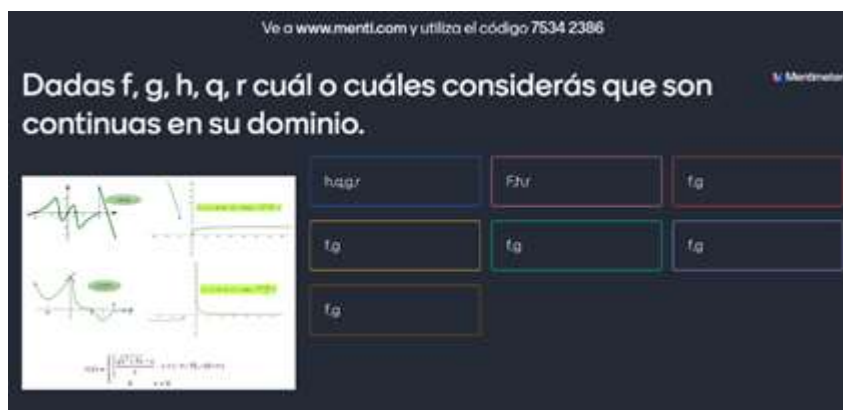 Ve a www.menti.com y utiliza el código 7534 2386
Mentimeter
Dadas f, g, h, q, r cuál o cuáles considerás que son
continuas en su dominio.
h,q,g,r
F,h,r
f,g
f,g
f,g
f,g
f,g